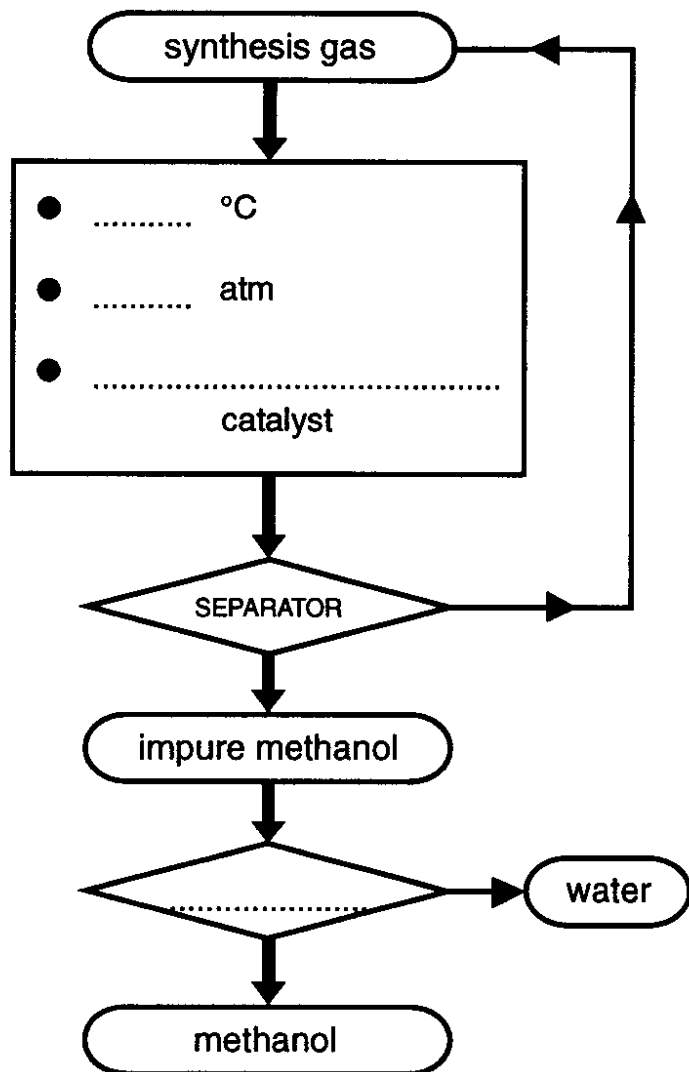 synthesis gas
● .......... °C
● .......... atm
● ..........................................
catalyst
SEPARATOR
impure methanol
....................
water
methanol